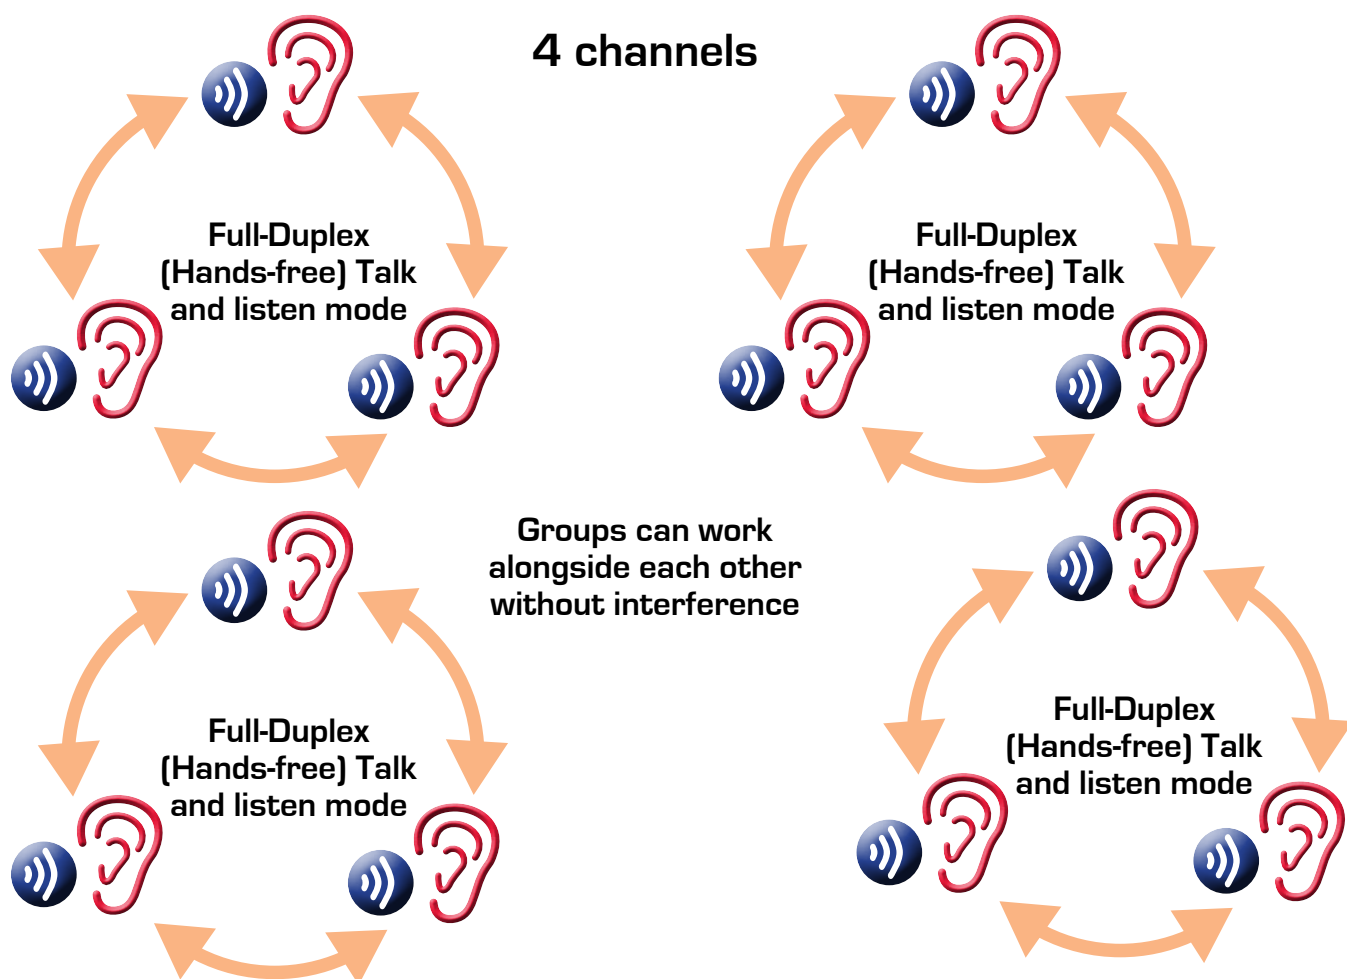 4 channels
Full-Duplex
(Hands-free) Talk
and listen mode
Full-Duplex
(Hands-free) Talk
and listen mode
Groups can work
alongside each other
without interference
Full-Duplex
(Hands-free) Talk
and listen mode
Full-Duplex
(Hands-free) Talk
and listen mode